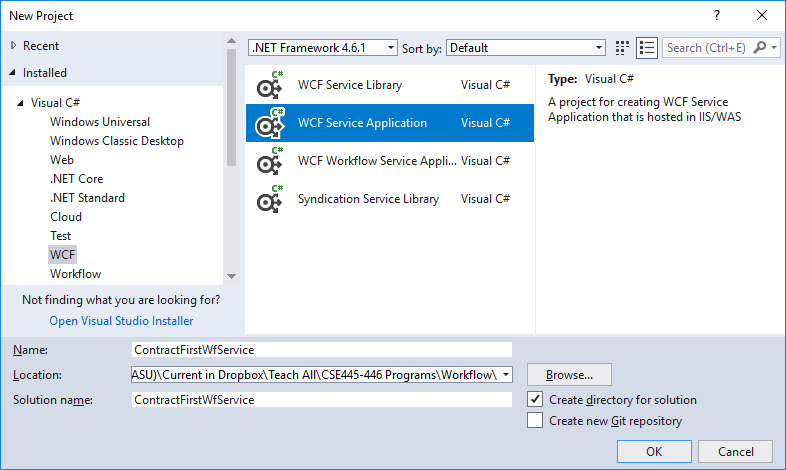 New Project
?
Recent
.NET Framework 4.6.1
Sort by:
Default
Search (Ctrl+E)
Installed
Visual C#
Windows Universal
Windows Classic Desktop
Web
.NET Core
.NET Standard
Cloud
Test
WCF
Workflow
C# WCF Service Library Visual C#
C# WCF Service Application Visual C#
C# WCF Workflow Service Appli... Visual C#
C# Syndication Service Library Visual C#
Type: Visual C#
A project for creating WCF Service
Application that is hosted in IIS/WAS
Not finding what you are looking for?
Open Visual Studio Installer
Name: ContractFirstWfService
Location: ASU)\Current in Dropbox\Teach All\CSE445-446 Programs\Workflow\
Browse...
Solution name: ContractFirstWfService
Create directory for solution
Create new Git repository
OK
Cancel